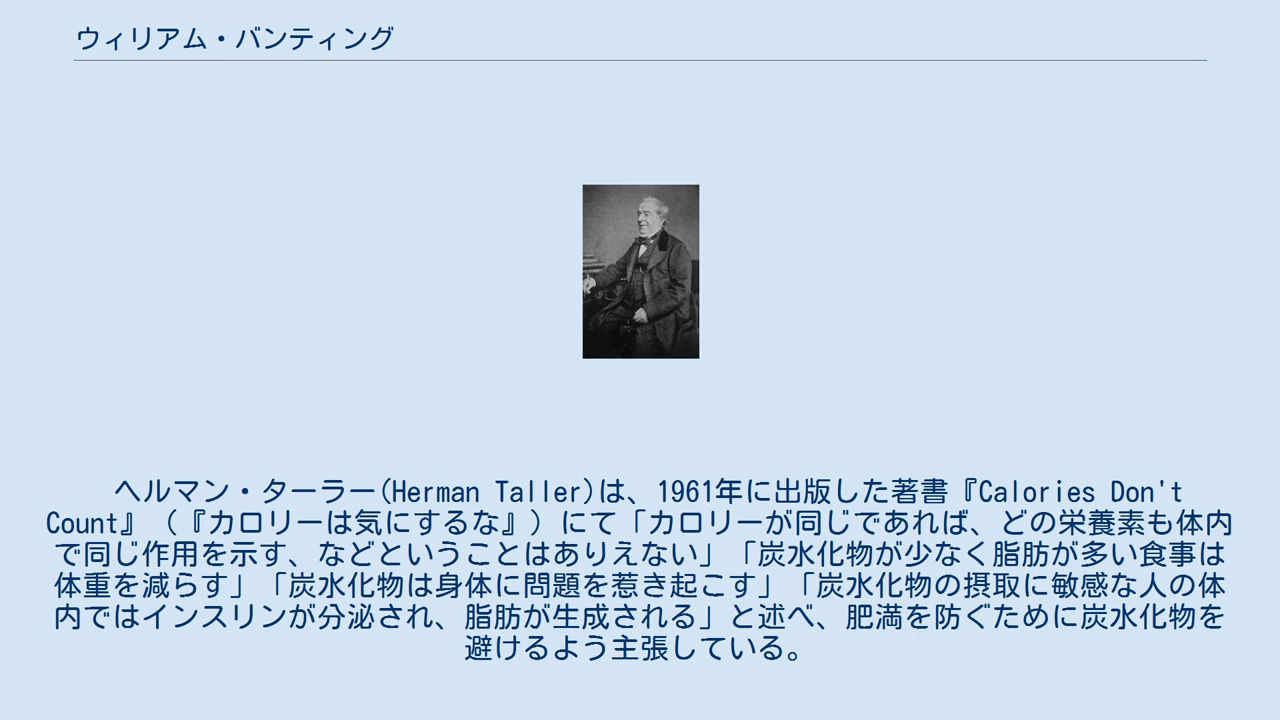 ウィリアム・バンティング
ヘルマン・ターラー(Herman Taller)は、1961年に出版した著書『Calories Don't
Count』（『カロリーは気にするな』）にて「カロリーが同じであれば、どの栄養素も体内
で同じ作用を示す、などということはありえない」「炭水化物が少なく脂肪が多い食事は
体重を減らす」「炭水化物は身体に問題を惹き起こす」「炭水化物の摂取に敏感な人の体
内ではインスリンが分泌され、脂肪が生成される」と述べ、肥満を防ぐために炭水化物を
避けるよう主張している。